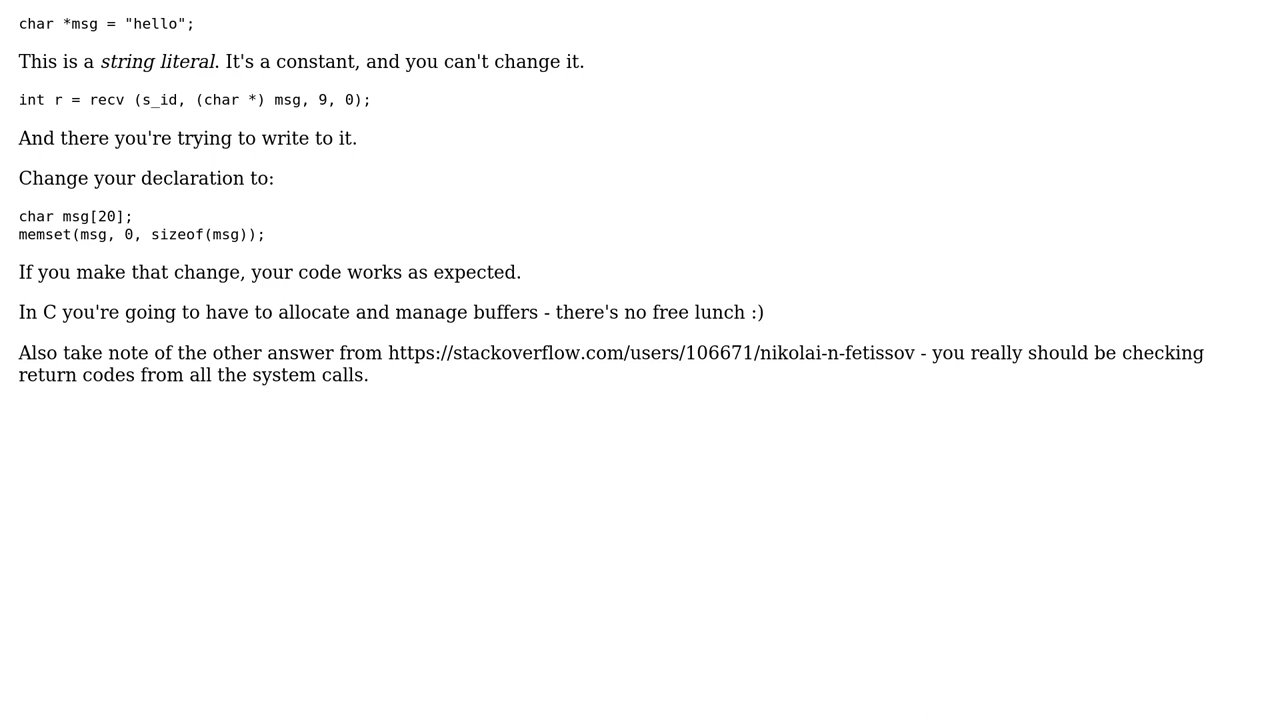 char *msg = "hello";
This is a string literal. It's a constant, and you can't change it.
int r = recv (s_id, (char *) msg, 9, 0);
And there you're trying to write to it.
Change your declaration to:
char msg[20];
memset(msg, 0, sizeof(msg));
If you make that change, your code works as expected.
In C you're going to have to allocate and manage buffers - there's no free lunch :)
Also take note of the other answer from https://stackoverflow.com/users/106671/nikolai-n-fetissov - you really should be checking
return codes from all the system calls.